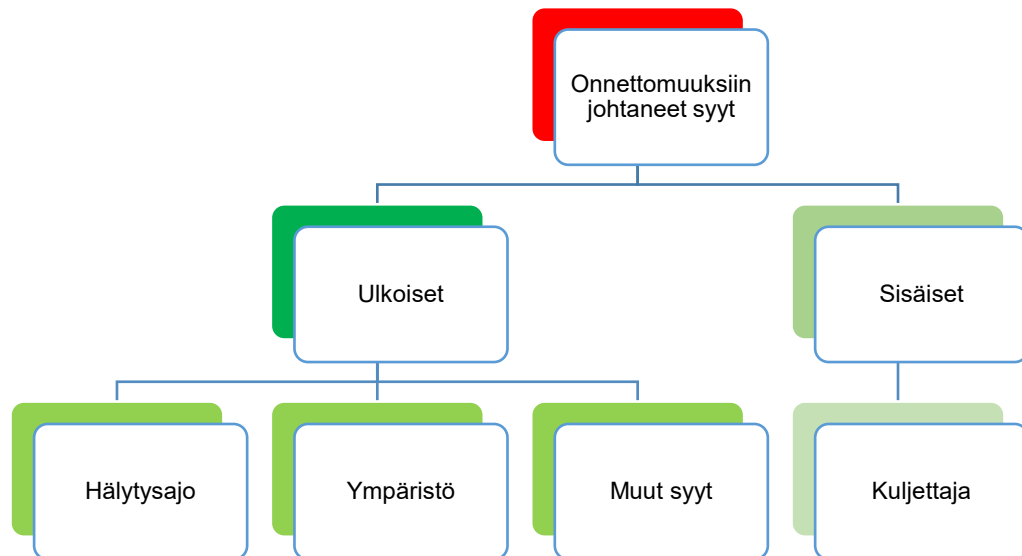 Onnettomuuksiin
johtaneet syyt
Ulkoiset
Sisäiset
Hälytysajo
Ympäristö
Muut syyt
Kuljettaja